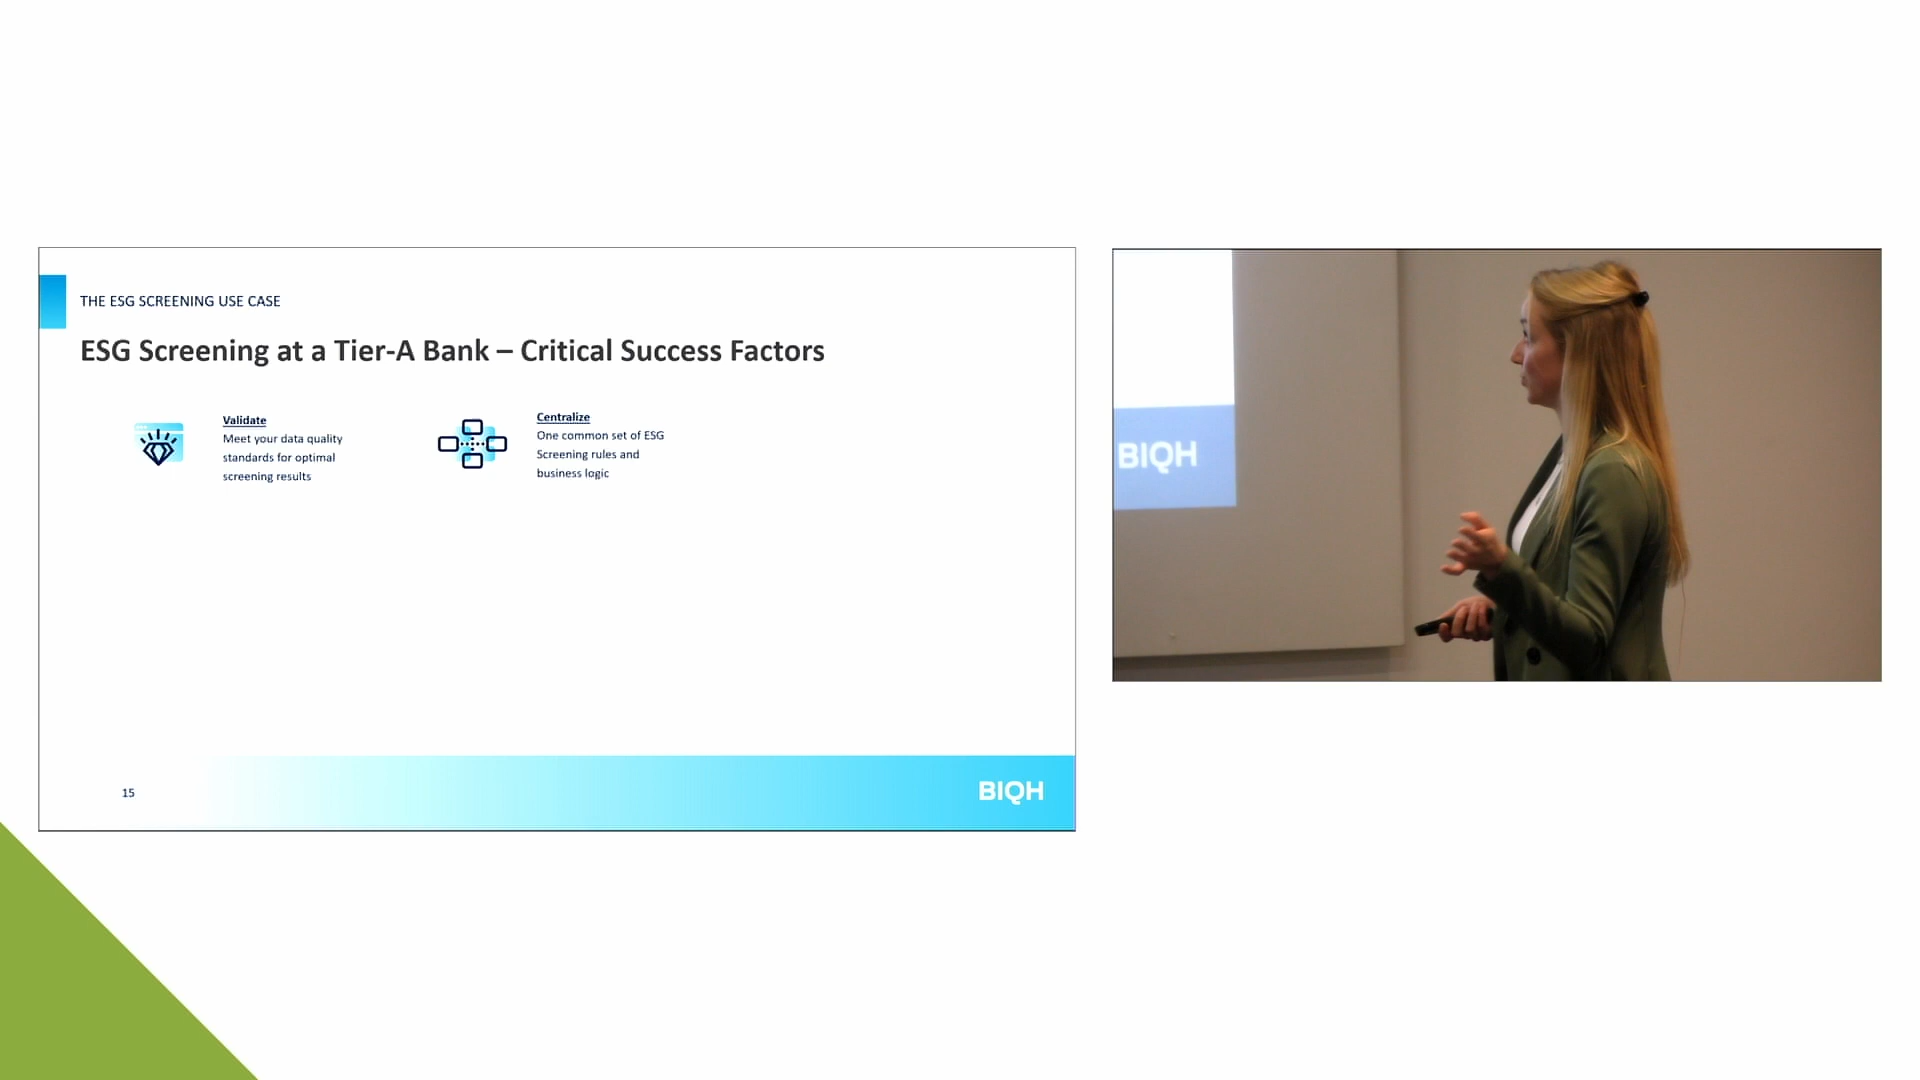 THE ESG SCREENING USE CASE
ESG Screening at a Tier-A Bank – Critical Success Factors
Validate
Meet your data quality
standards for optimal
screening results
Centralize
One common set of ESG
Screening rules and
business logic
15
BIQH
BIQH